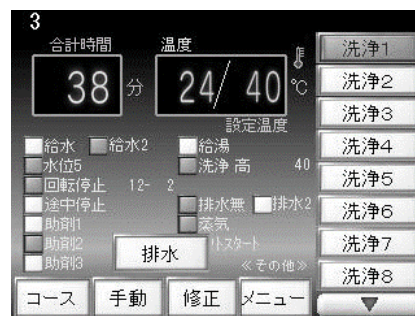 3
合計時間 温度
38 分 24/ 40 ℃
設定温度
給水 給水2 給湯
水位5 洗浄 高 40
回転停止 12- 2
途中停止 排水無 排水2
助剤1 蒸気
助剤2 リスタート
助剤3 排水 ≪その他≫
コース 手動 修正 メニュー
洗浄1
洗浄2
洗浄3
洗浄4
洗浄5
洗浄6
洗浄7
洗浄8
▼